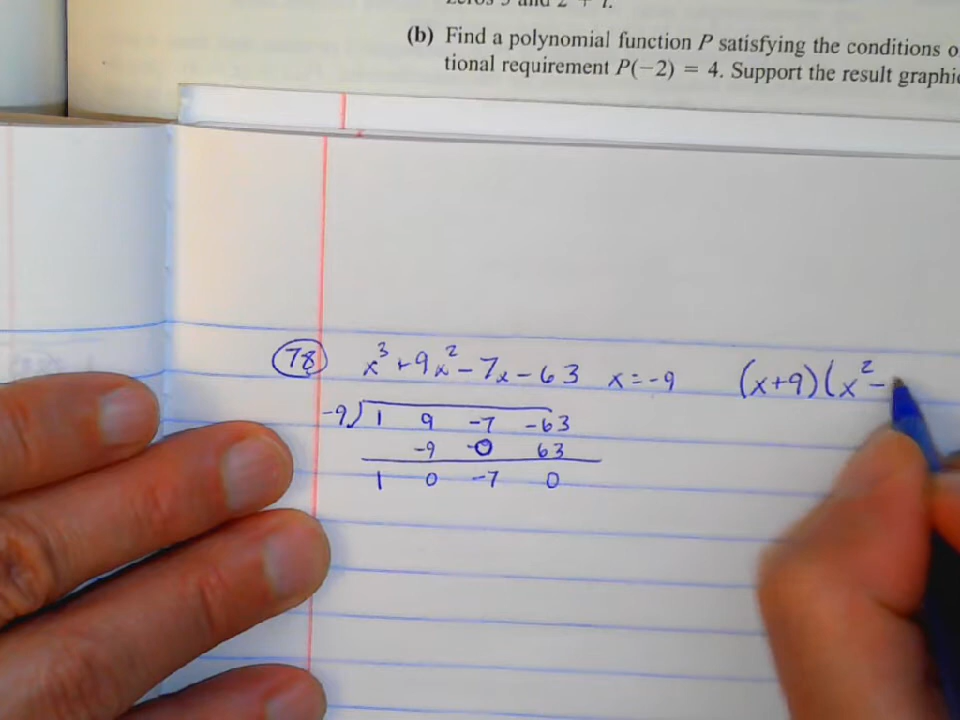 (b) Find a polynomial function P satisfying the conditions
tional requirement P(−2) = 4. Support the result
78 x³ + 9x² - 7x - 63 x = -9 (x+9)(x² -
-9) 1 9 -7 -63
-9 0 63
1 0 -7 0